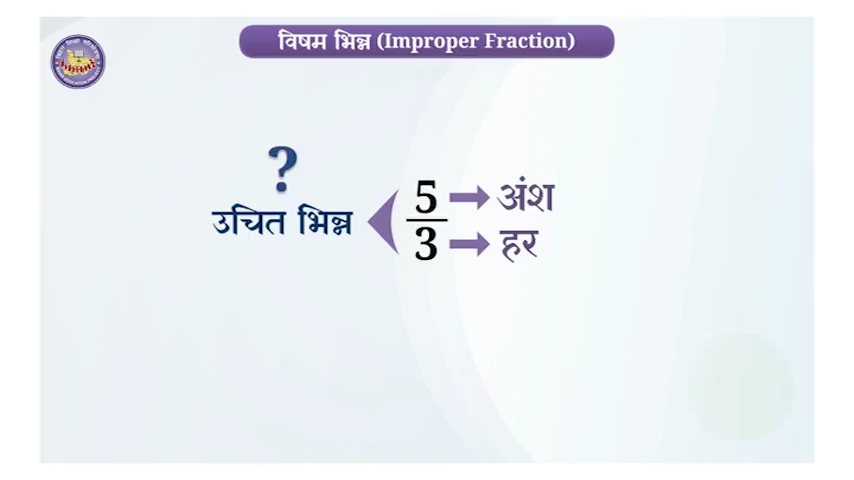 विषम भिन्न (Improper Fraction)
?
उचित भिन्न
5 → अंश
3 → हर